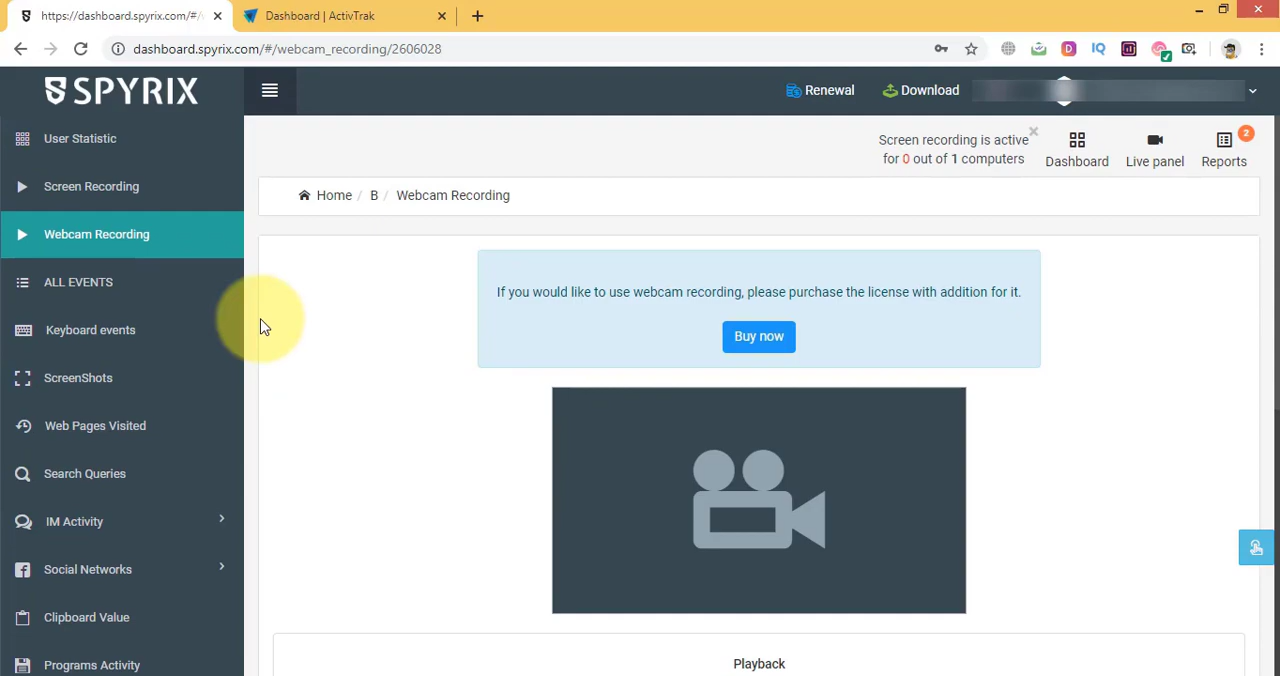 https://dashboard.spyrix.com/#/
Dashboard | ActivTrak
dashboard.spyrix.com/#/webcam_recording/2606028
SPYRIX
Renewal
Download
User Statistic
Screen Recording
Webcam Recording
ALL EVENTS
Keyboard events
ScreenShots
Web Pages Visited
Search Queries
IM Activity
Social Networks
Clipboard Value
Programs Activity
Screen recording is active
for 0 out of 1 computers
Dashboard
Live panel
2
Reports
Home / B / Webcam Recording
If you would like to use webcam recording, please purchase the license with addition for it.
Buy now
Playback